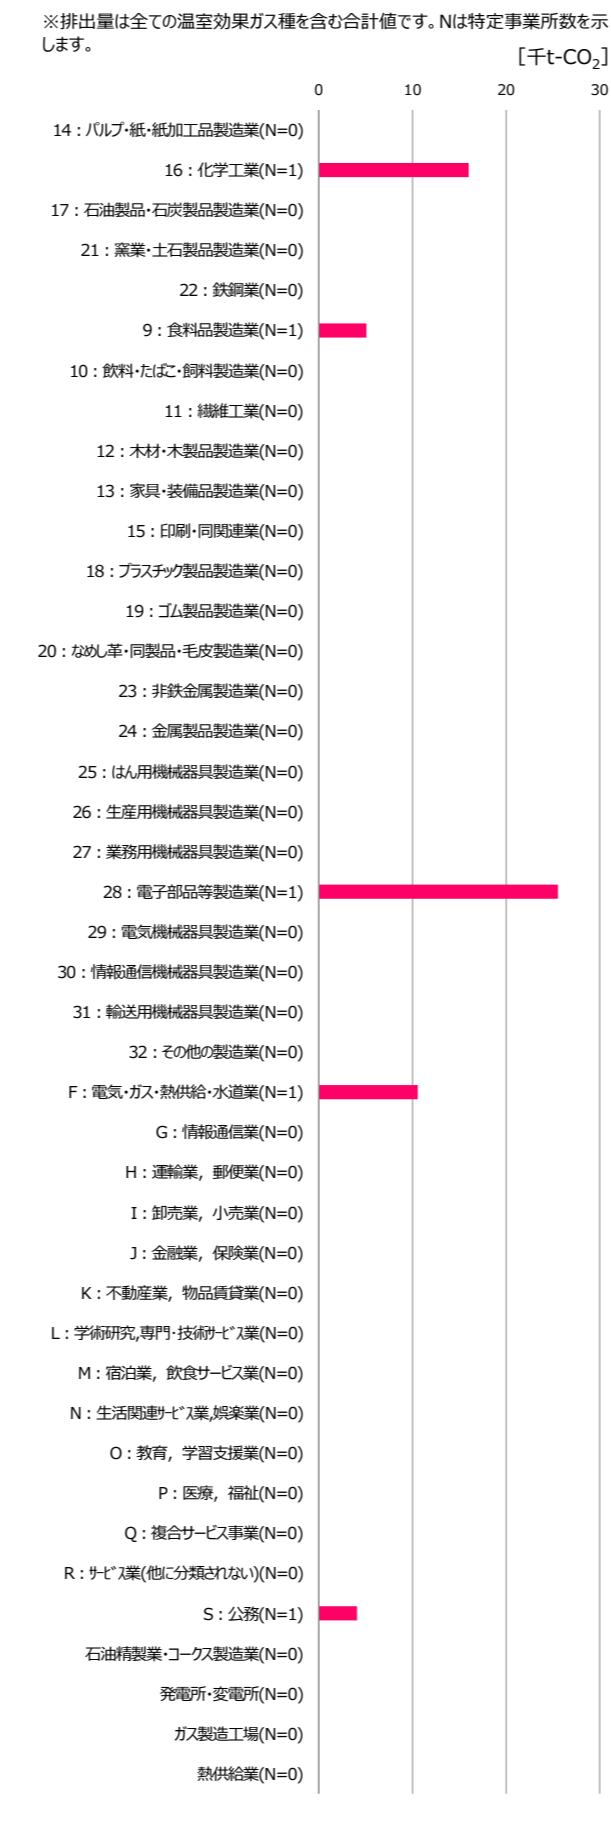 ※排出量は全ての温室効果ガス種を含む合計値です。Nは特定事業所数を示
します。
[千t-CO₂]
0 10 20 30
14：パルプ・紙・紙加工品製造業(N=0)
16：化学工業(N=1)
17：石油製品・石炭製品製造業(N=0)
21：窯業・土石製品製造業(N=0)
22：鉄鋼業(N=0)
9：食料品製造業(N=1)
10：飲料・たばこ・飼料製造業(N=0)
11：繊維工業(N=0)
12：木材・木製品製造業(N=0)
13：家具・装備品製造業(N=0)
15：印刷・同関連業(N=0)
18：プラスチック製品製造業(N=0)
19：ゴム製品製造業(N=0)
20：なめし革・同製品・毛皮製造業(N=0)
23：非鉄金属製造業(N=0)
24：金属製品製造業(N=0)
25：はん用機械器具製造業(N=0)
26：生産用機械器具製造業(N=0)
27：業務用機械器具製造業(N=0)
28：電子部品等製造業(N=1)
29：電気機械器具製造業(N=0)
30：情報通信機械器具製造業(N=0)
31：輸送用機械器具製造業(N=0)
32：その他の製造業(N=0)
F：電気・ガス・熱供給・水道業(N=1)
G：情報通信業(N=0)
H：運輸業，郵便業(N=0)
I：卸売業，小売業(N=0)
J：金融業，保険業(N=0)
K：不動産業，物品賃貸業(N=0)
L：学術研究,専門・技術ｻｰﾋﾞｽ業(N=0)
M：宿泊業，飲食サービス業(N=0)
N：生活関連ｻｰﾋﾞｽ業,娯楽業(N=0)
O：教育，学習支援業(N=0)
P：医療，福祉(N=0)
Q：複合サービス事業(N=0)
R：ｻｰﾋﾞｽ業(他に分類されない)(N=0)
S：公務(N=1)
石油精製業・コークス製造業(N=0)
発電所・変電所(N=0)
ガス製造工場(N=0)
熱供給業(N=0)